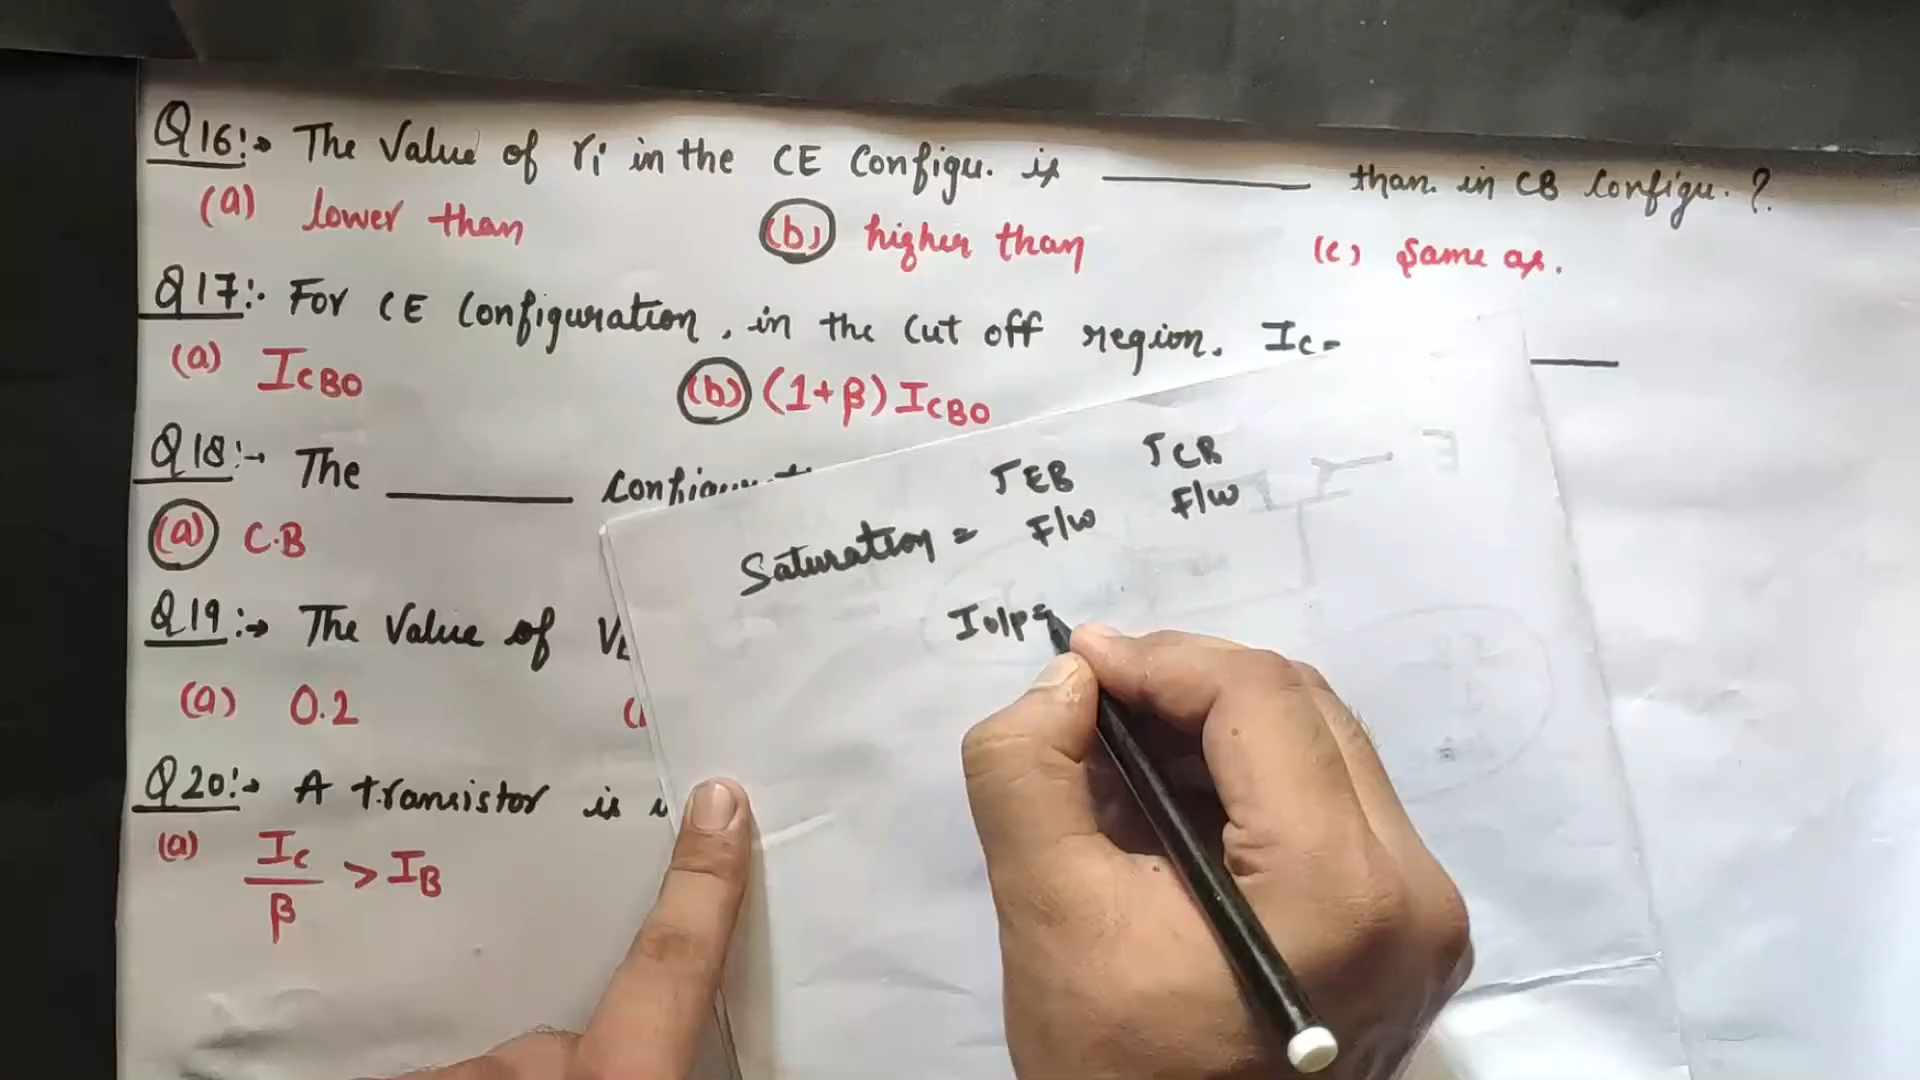 Q16:→ The Value of ri in the CE Configu. is ________ than in CB Configu. ?
(a) lower than (b) higher than (c) Same as.
Q17:. For CE Configuration, in the cut off region. Ic= ________
(a) ICBO (b) (1+β) ICBO
Q18:→ The ________
(a) C.B
Q19:→ The Value of
(a) 0.2
Q20:→ A transistor is
(a) Ic/β > IB
JEB JCB
Saturation = F/w F/w
Io/p =